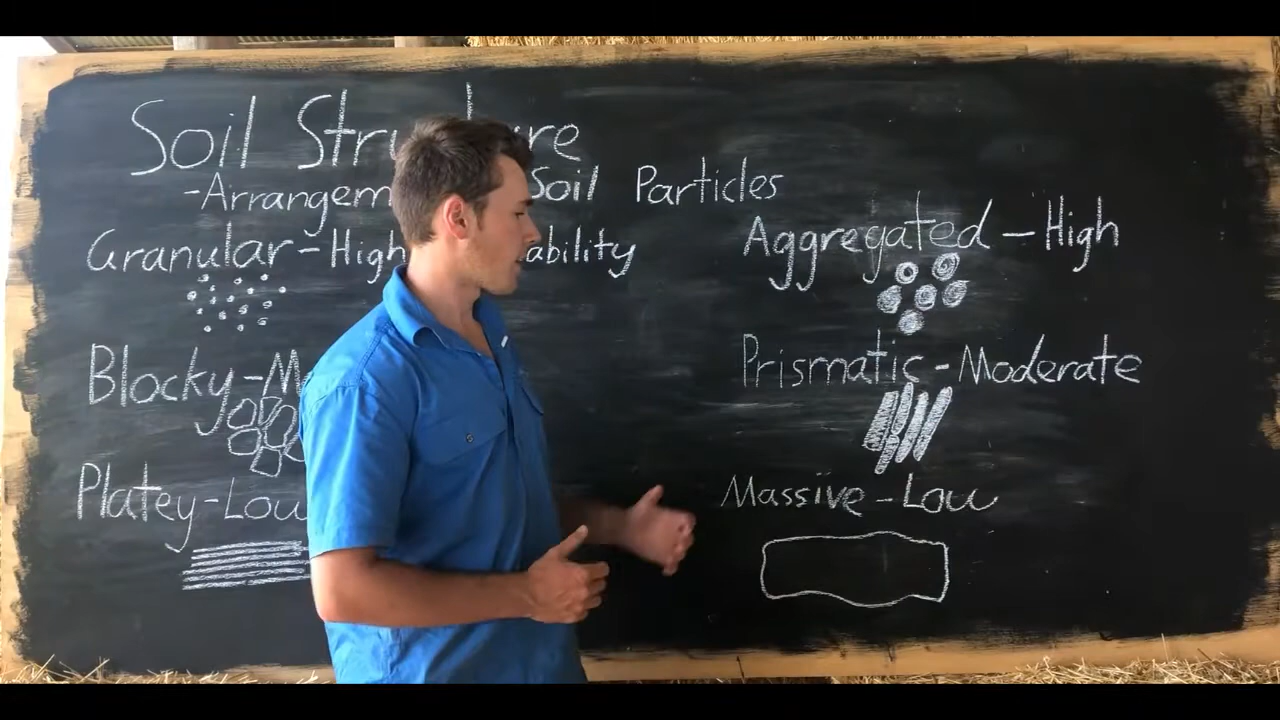 Soil Structure
-Arrangem Soil Particles
Granular - High ability
Blocky - M
Platey - Low
Aggregated - High
Prismatic - Moderate
Massive - Low